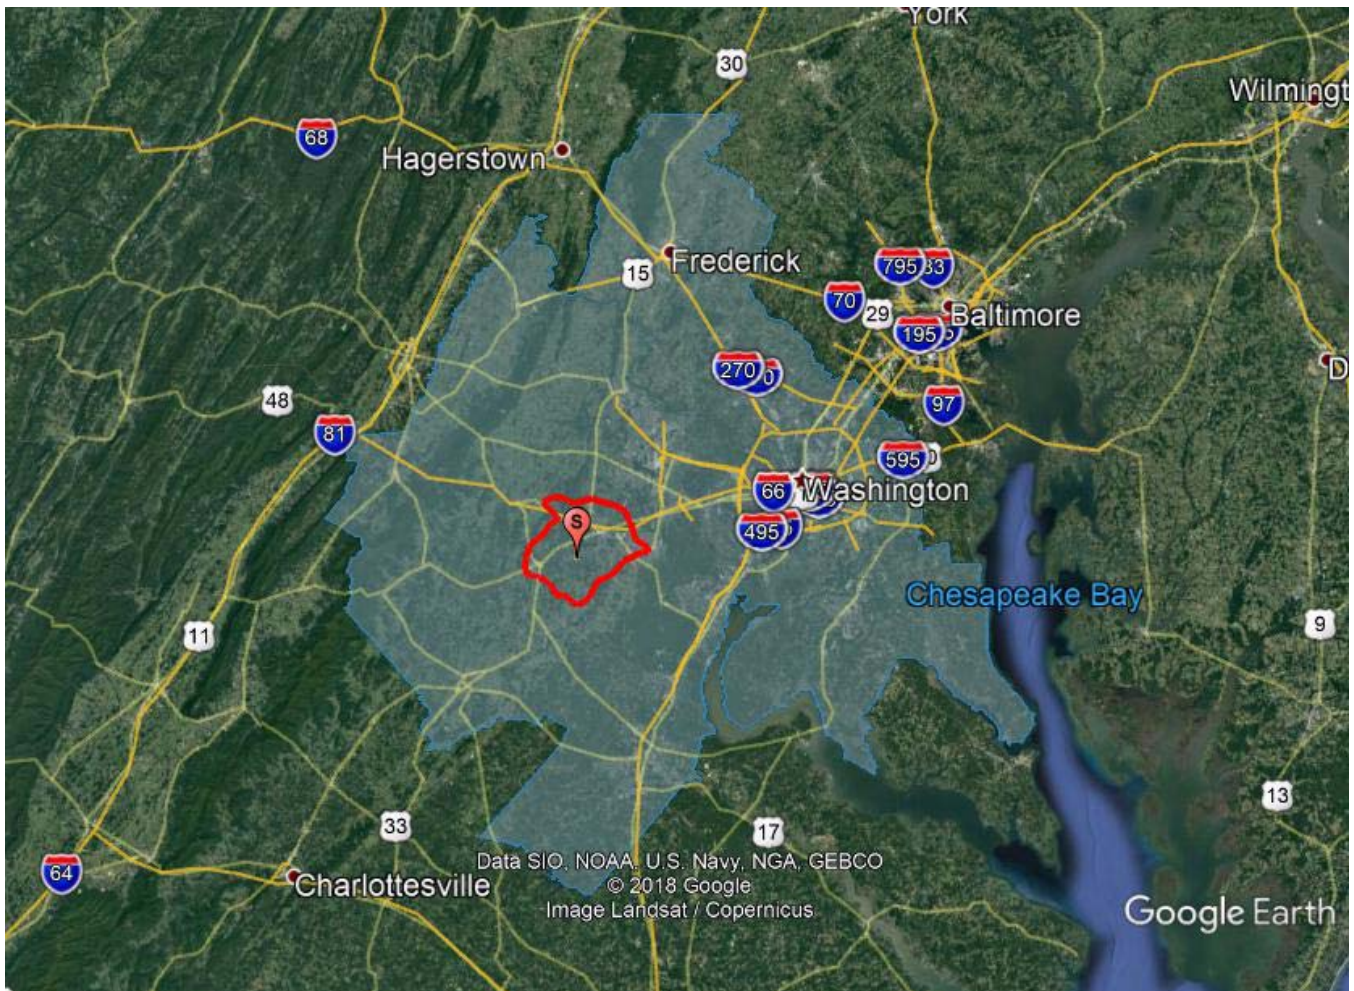 York
30
Wilmingt
68
Hagerstown
Frederick
15
795
83
70
29
Baltimore
195
270
D
48
97
81
595
66
Washington
S
495
Chesapeake Bay
11
9
13
33
17
64
Charlottesville
Data SIO, NOAA, U.S. Navy, NGA, GEBCO
© 2018 Google
Image Landsat / Copernicus
Google Earth